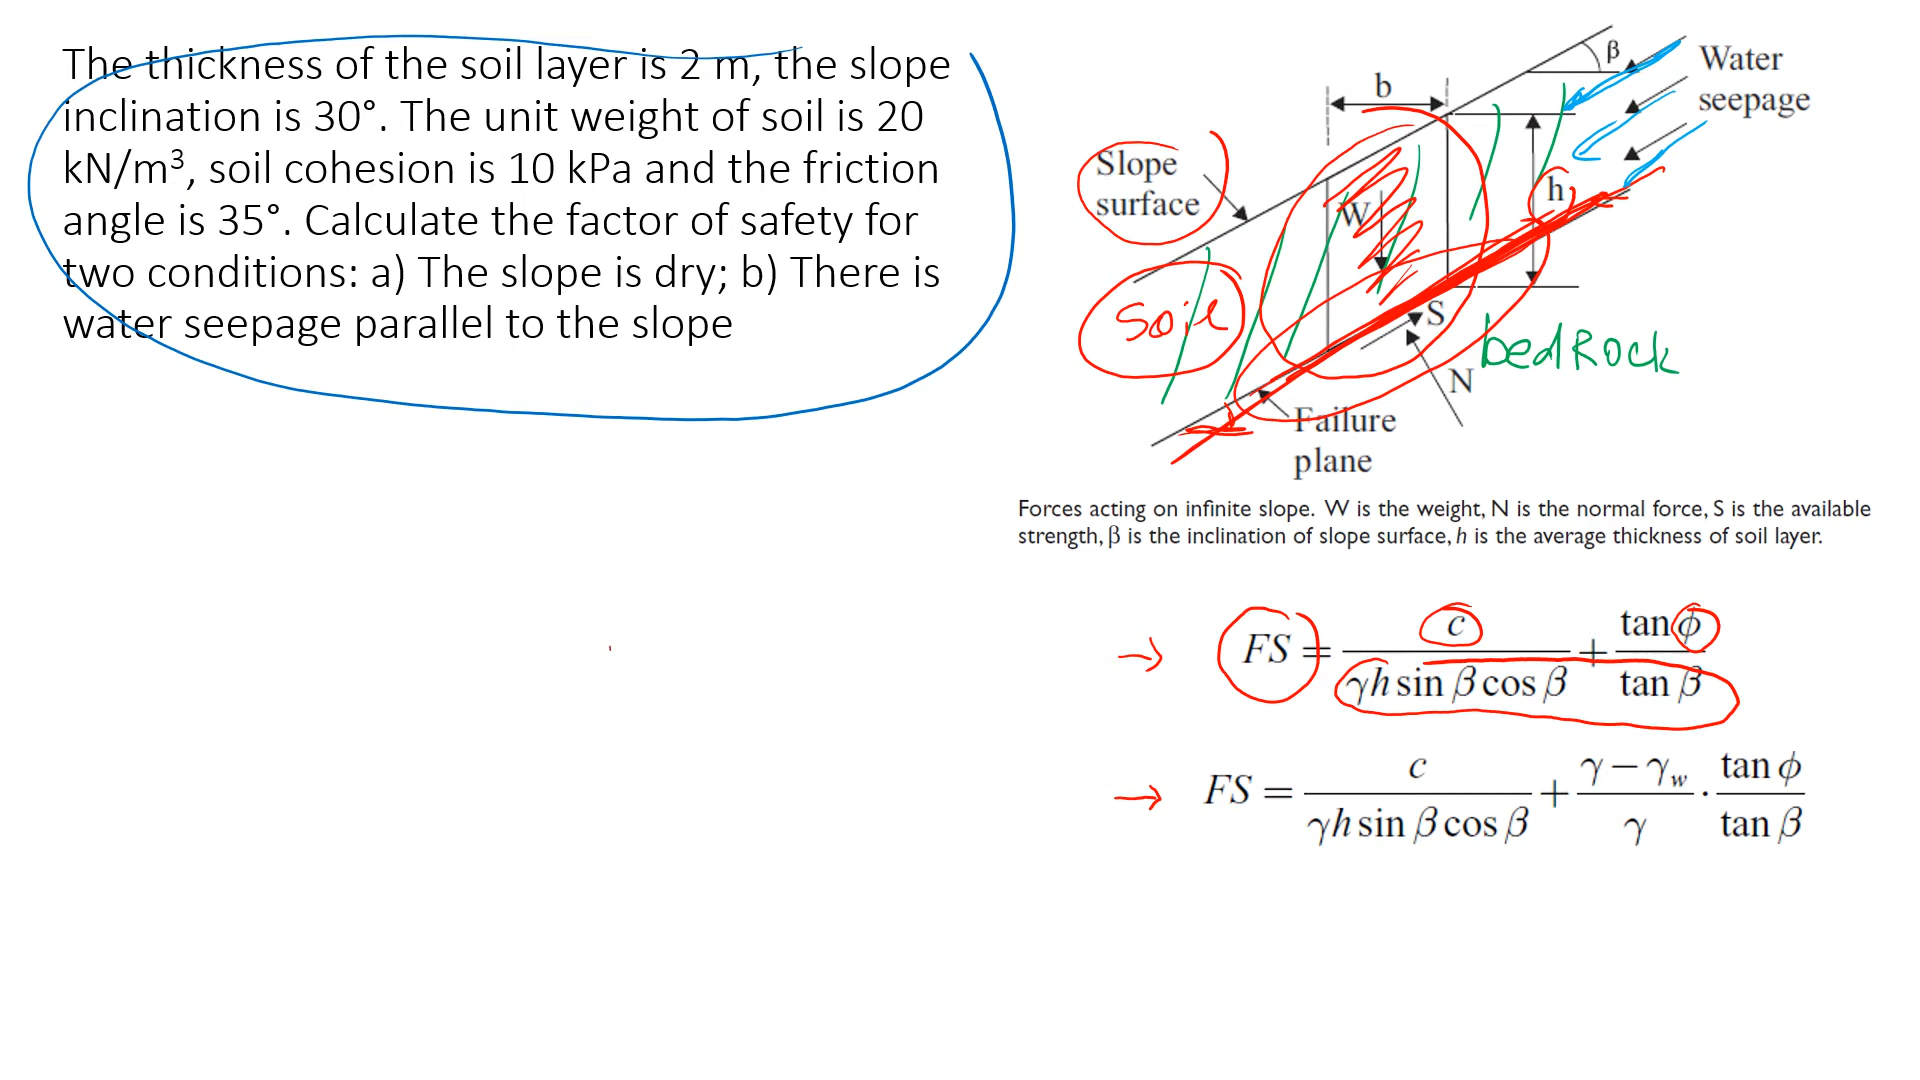 The thickness of the soil layer is 2 m, the slope
inclination is 30°. The unit weight of soil is 20
kN/m³, soil cohesion is 10 kPa and the friction
angle is 35°. Calculate the factor of safety for
two conditions: a) The slope is dry; b) There is
water seepage parallel to the slope
β
Water
seepage
b
Slope
surface
h
W
Soil
S
bedRock
N
Failure
plane
Forces acting on infinite slope. W is the weight, N is the normal force, S is the available
strength, β is the inclination of slope surface, h is the average thickness of soil layer.
→ FS = c / (γh sin β cos β) + tan ϕ / tan β
→ FS = c / (γh sin β cos β) + (γ − γw) / γ · tan ϕ / tan β